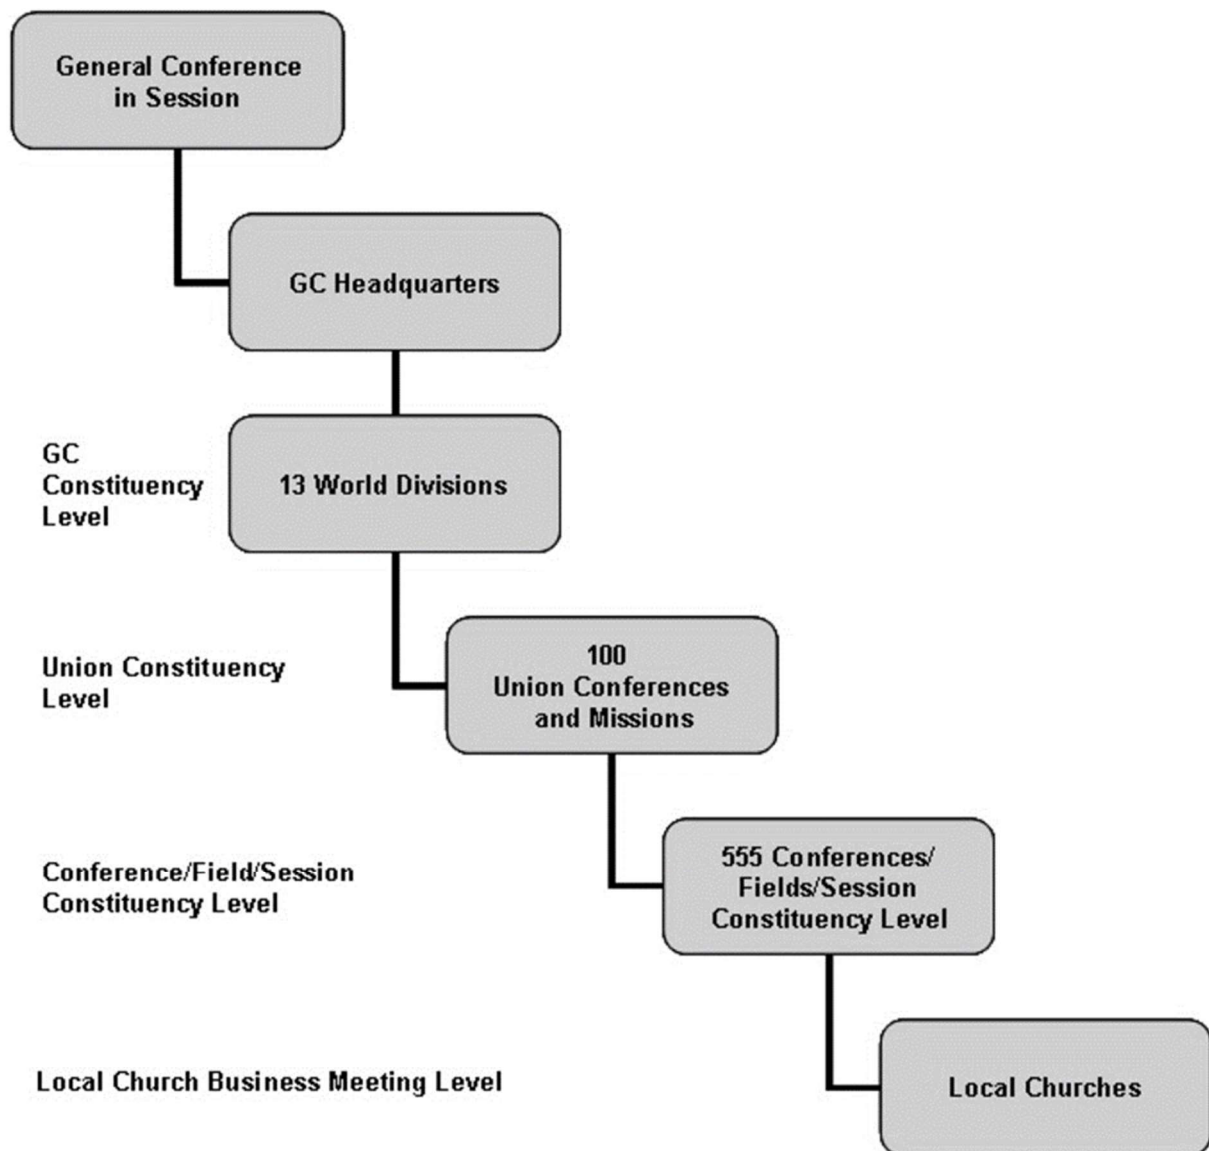 General Conference
in Session
GC Headquarters
GC
Constituency
Level
13 World Divisions
Union Constituency
Level
100
Union Conferences
and Missions
Conference/Field/Session
Constituency Level
555 Conferences/
Fields/Session
Constituency Level
Local Church Business Meeting Level
Local Churches